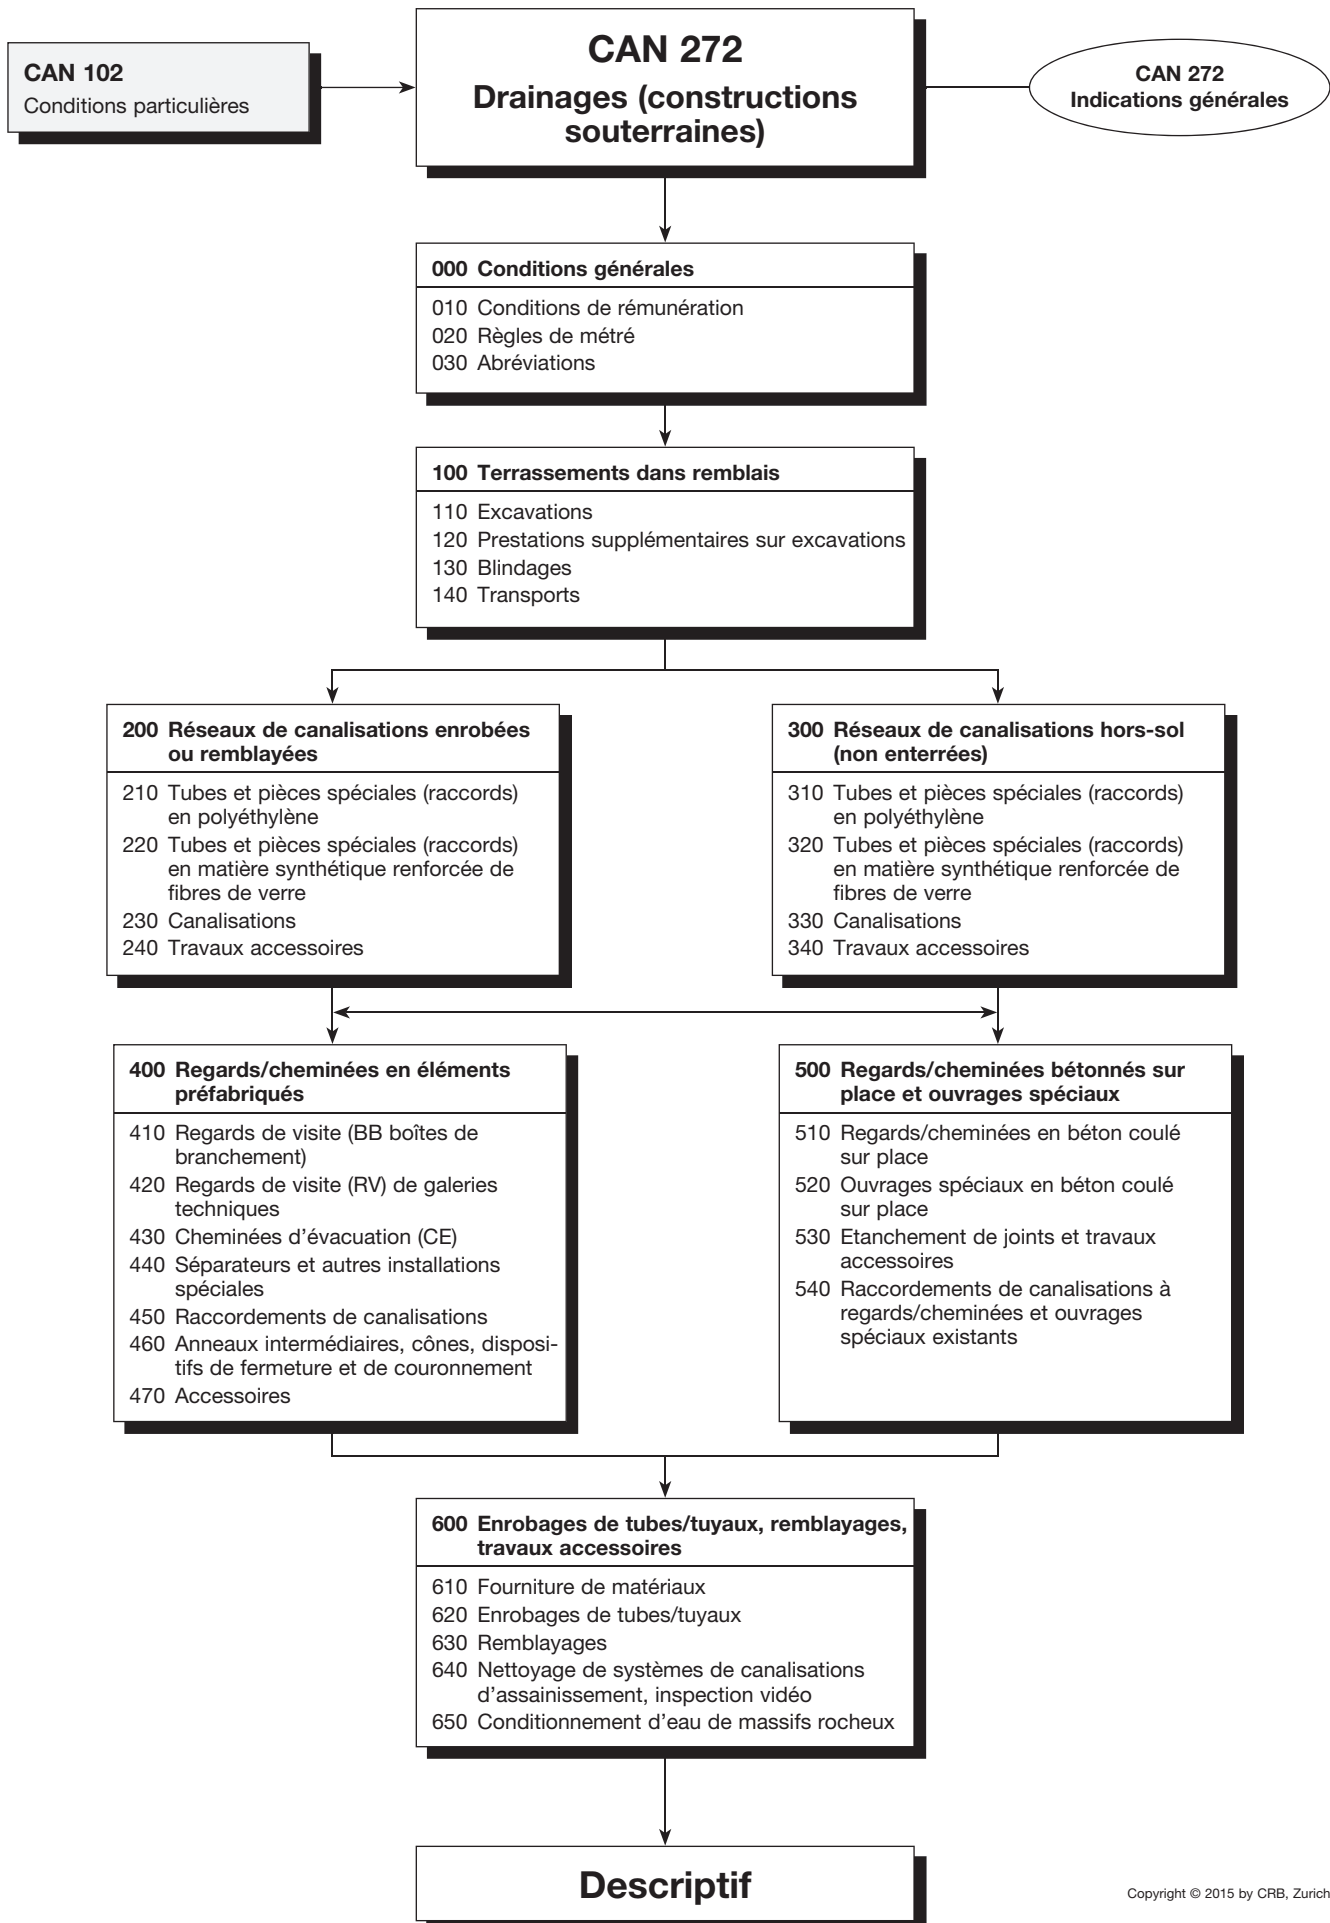 CAN 102
Conditions particulières
CAN 272
Drainages (constructions
souterraines)
CAN 272
Indications générales
000 Conditions générales
010 Conditions de rémunération
020 Règles de métré
030 Abréviations
100 Terrassements dans remblais
110 Excavations
120 Prestations supplémentaires sur excavations
130 Blindages
140 Transports
200 Réseaux de canalisations enrobées
ou remblayées
210 Tubes et pièces spéciales (raccords)
en polyéthylène
220 Tubes et pièces spéciales (raccords)
en matière synthétique renforcée de
fibres de verre
230 Canalisations
240 Travaux accessoires
300 Réseaux de canalisations hors-sol
(non enterrées)
310 Tubes et pièces spéciales (raccords)
en polyéthylène
320 Tubes et pièces spéciales (raccords)
en matière synthétique renforcée de
fibres de verre
330 Canalisations
340 Travaux accessoires
400 Regards/cheminées en éléments
préfabriqués
410 Regards de visite (BB boîtes de
branchement)
420 Regards de visite (RV) de galeries
techniques
430 Cheminées d'évacuation (CE)
440 Séparateurs et autres installations
spéciales
450 Raccordements de canalisations
460 Anneaux intermédiaires, cônes, disposi-
tifs de fermeture et de couronnement
470 Accessoires
500 Regards/cheminées bétonnés sur
place et ouvrages spéciaux
510 Regards/cheminées en béton coulé
sur place
520 Ouvrages spéciaux en béton coulé
sur place
530 Etanchement de joints et travaux
accessoires
540 Raccordements de canalisations à
regards/cheminées et ouvrages
spéciaux existants
600 Enrobages de tubes/tuyaux, remblayages,
travaux accessoires
610 Fourniture de matériaux
620 Enrobages de tubes/tuyaux
630 Remblayages
640 Nettoyage de systèmes de canalisations
d'assainissement, inspection vidéo
650 Conditionnement d'eau de massifs rocheux
Descriptif
Copyright © 2015 by CRB, Zurich